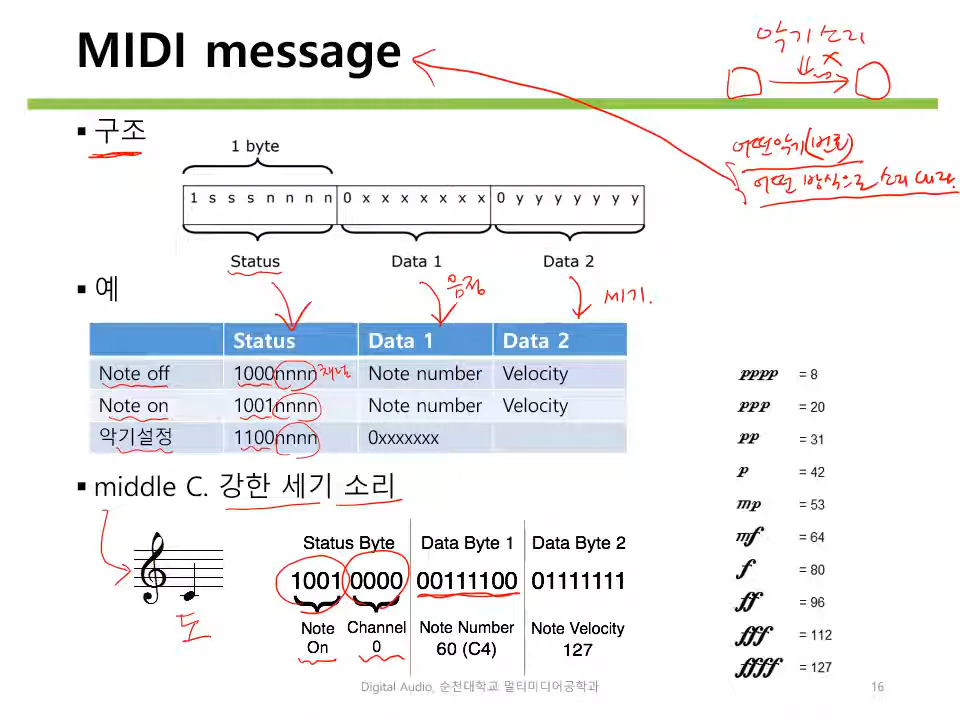 MIDI message
악기 소리
▪ 구조
1 byte
어떤악기(번호)
어떤 방식으로 소리 내라.
1 s s s n n n n 0 x x x x x x x 0 y y y y y y y
Status Data 1 Data 2
▪ 예
음정
세기.
Status Data 1 Data 2
Note off 1000nnnn 채널 Note number Velocity
Note on 1001nnnn Note number Velocity
악기설정 1100nnnn 0xxxxxxx
pppp = 8
ppp = 20
pp = 31
p = 42
mp = 53
mf = 64
f = 80
ff = 96
fff = 112
ffff = 127
▪ middle C. 강한 세기 소리
도
Status Byte Data Byte 1 Data Byte 2
1001 0000 00111100 01111111
Note On Channel 0 Note Number 60 (C4) Note Velocity 127
Digital Audio, 순천대학교 멀티미디어공학과 16